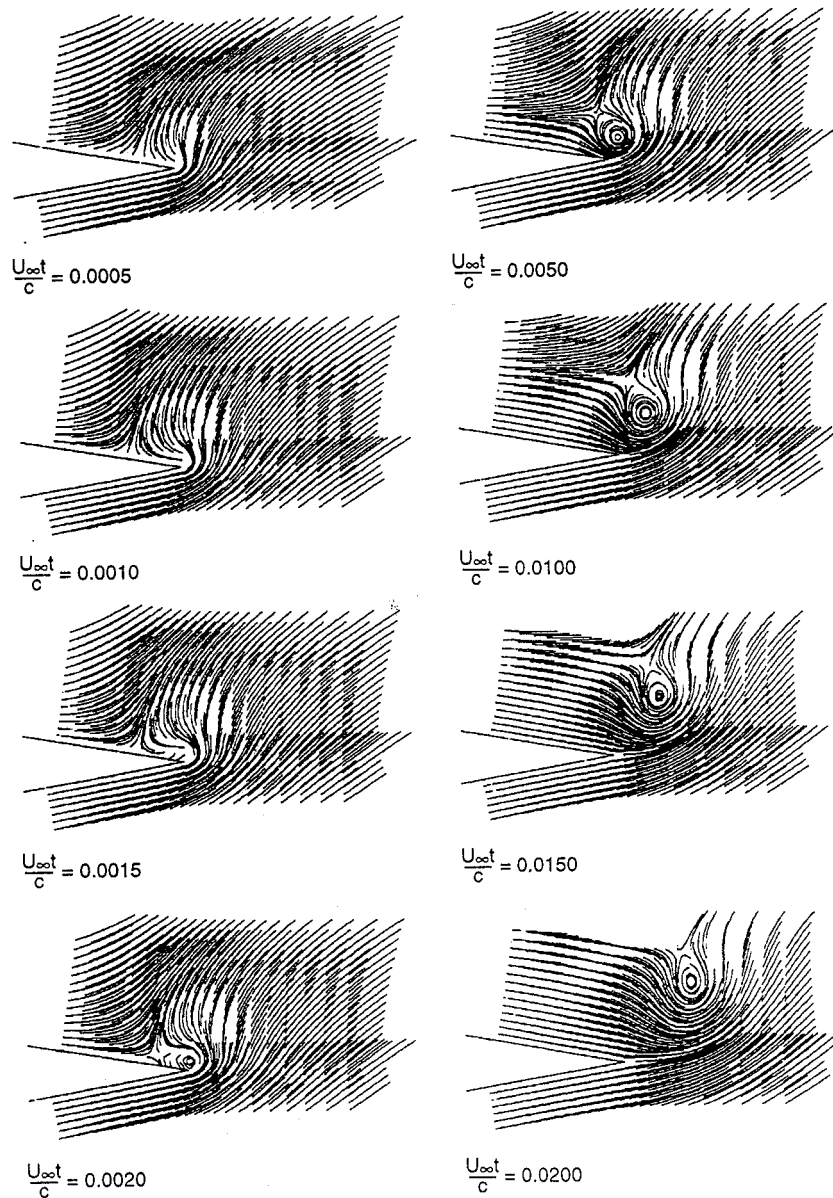 U∞t/c = 0.0005
U∞t/c = 0.0050
U∞t/c = 0.0010
U∞t/c = 0.0100
U∞t/c = 0.0015
U∞t/c = 0.0150
U∞t/c = 0.0020
U∞t/c = 0.0200